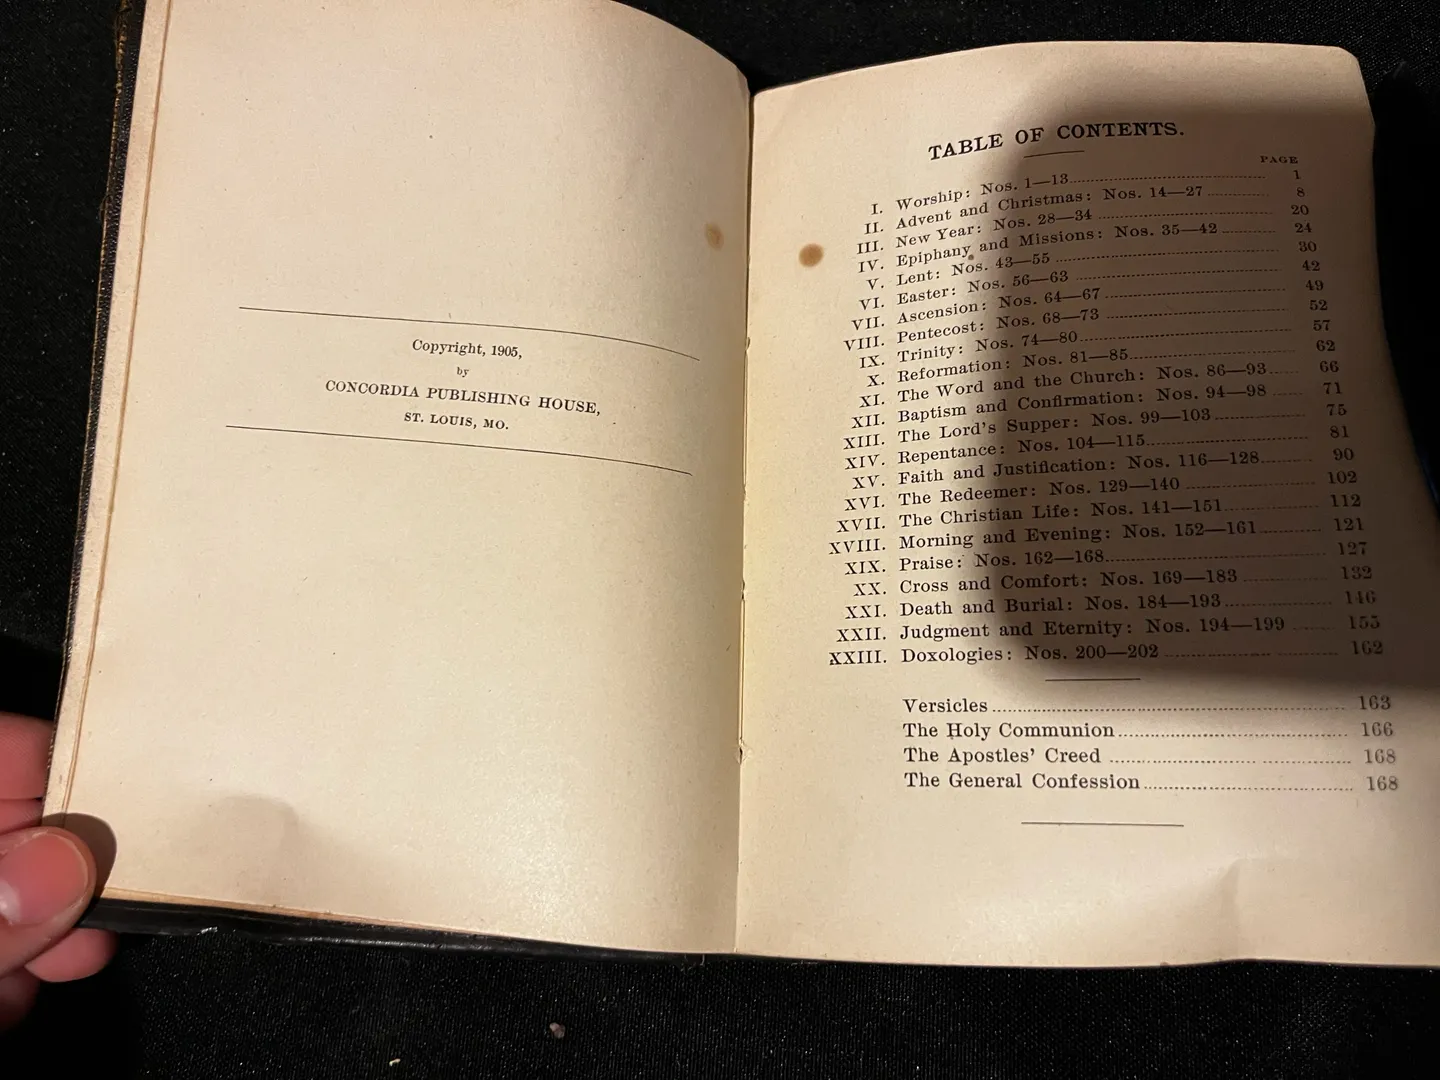 Copyright, 1905,
by
CONCORDIA PUBLISHING HOUSE,
ST. LOUIS, MO.
TABLE OF CONTENTS.
PAGE
I. Worship: Nos. 1—13 1
II. Advent and Christmas: Nos. 14—27 8
III. New Year: Nos. 28—34 20
IV. Epiphany and Missions: Nos. 35—42 24
V. Lent: Nos. 43—55 30
VI. Easter: Nos. 56—63 42
VII. Ascension: Nos. 64—67 49
VIII. Pentecost: Nos. 68—73 52
IX. Trinity: Nos. 74—80 57
X. Reformation: Nos. 81—85 62
XI. The Word and the Church: Nos. 86—93 66
XII. Baptism and Confirmation: Nos. 94—98 71
XIII. The Lord's Supper: Nos. 99—103 75
XIV. Repentance: Nos. 104—115 81
XV. Faith and Justification: Nos. 116—128 90
XVI. The Redeemer: Nos. 129—140 102
XVII. The Christian Life: Nos. 141—151 112
XVIII. Morning and Evening: Nos. 152—161 121
XIX. Praise: Nos. 162—168 127
XX. Cross and Comfort: Nos. 169—183 132
XXI. Death and Burial: Nos. 184—193 146
XXII. Judgment and Eternity: Nos. 194—199 155
XXIII. Doxologies: Nos. 200—202 162
Versicles 163
The Holy Communion 166
The Apostles' Creed 168
The General Confession 168